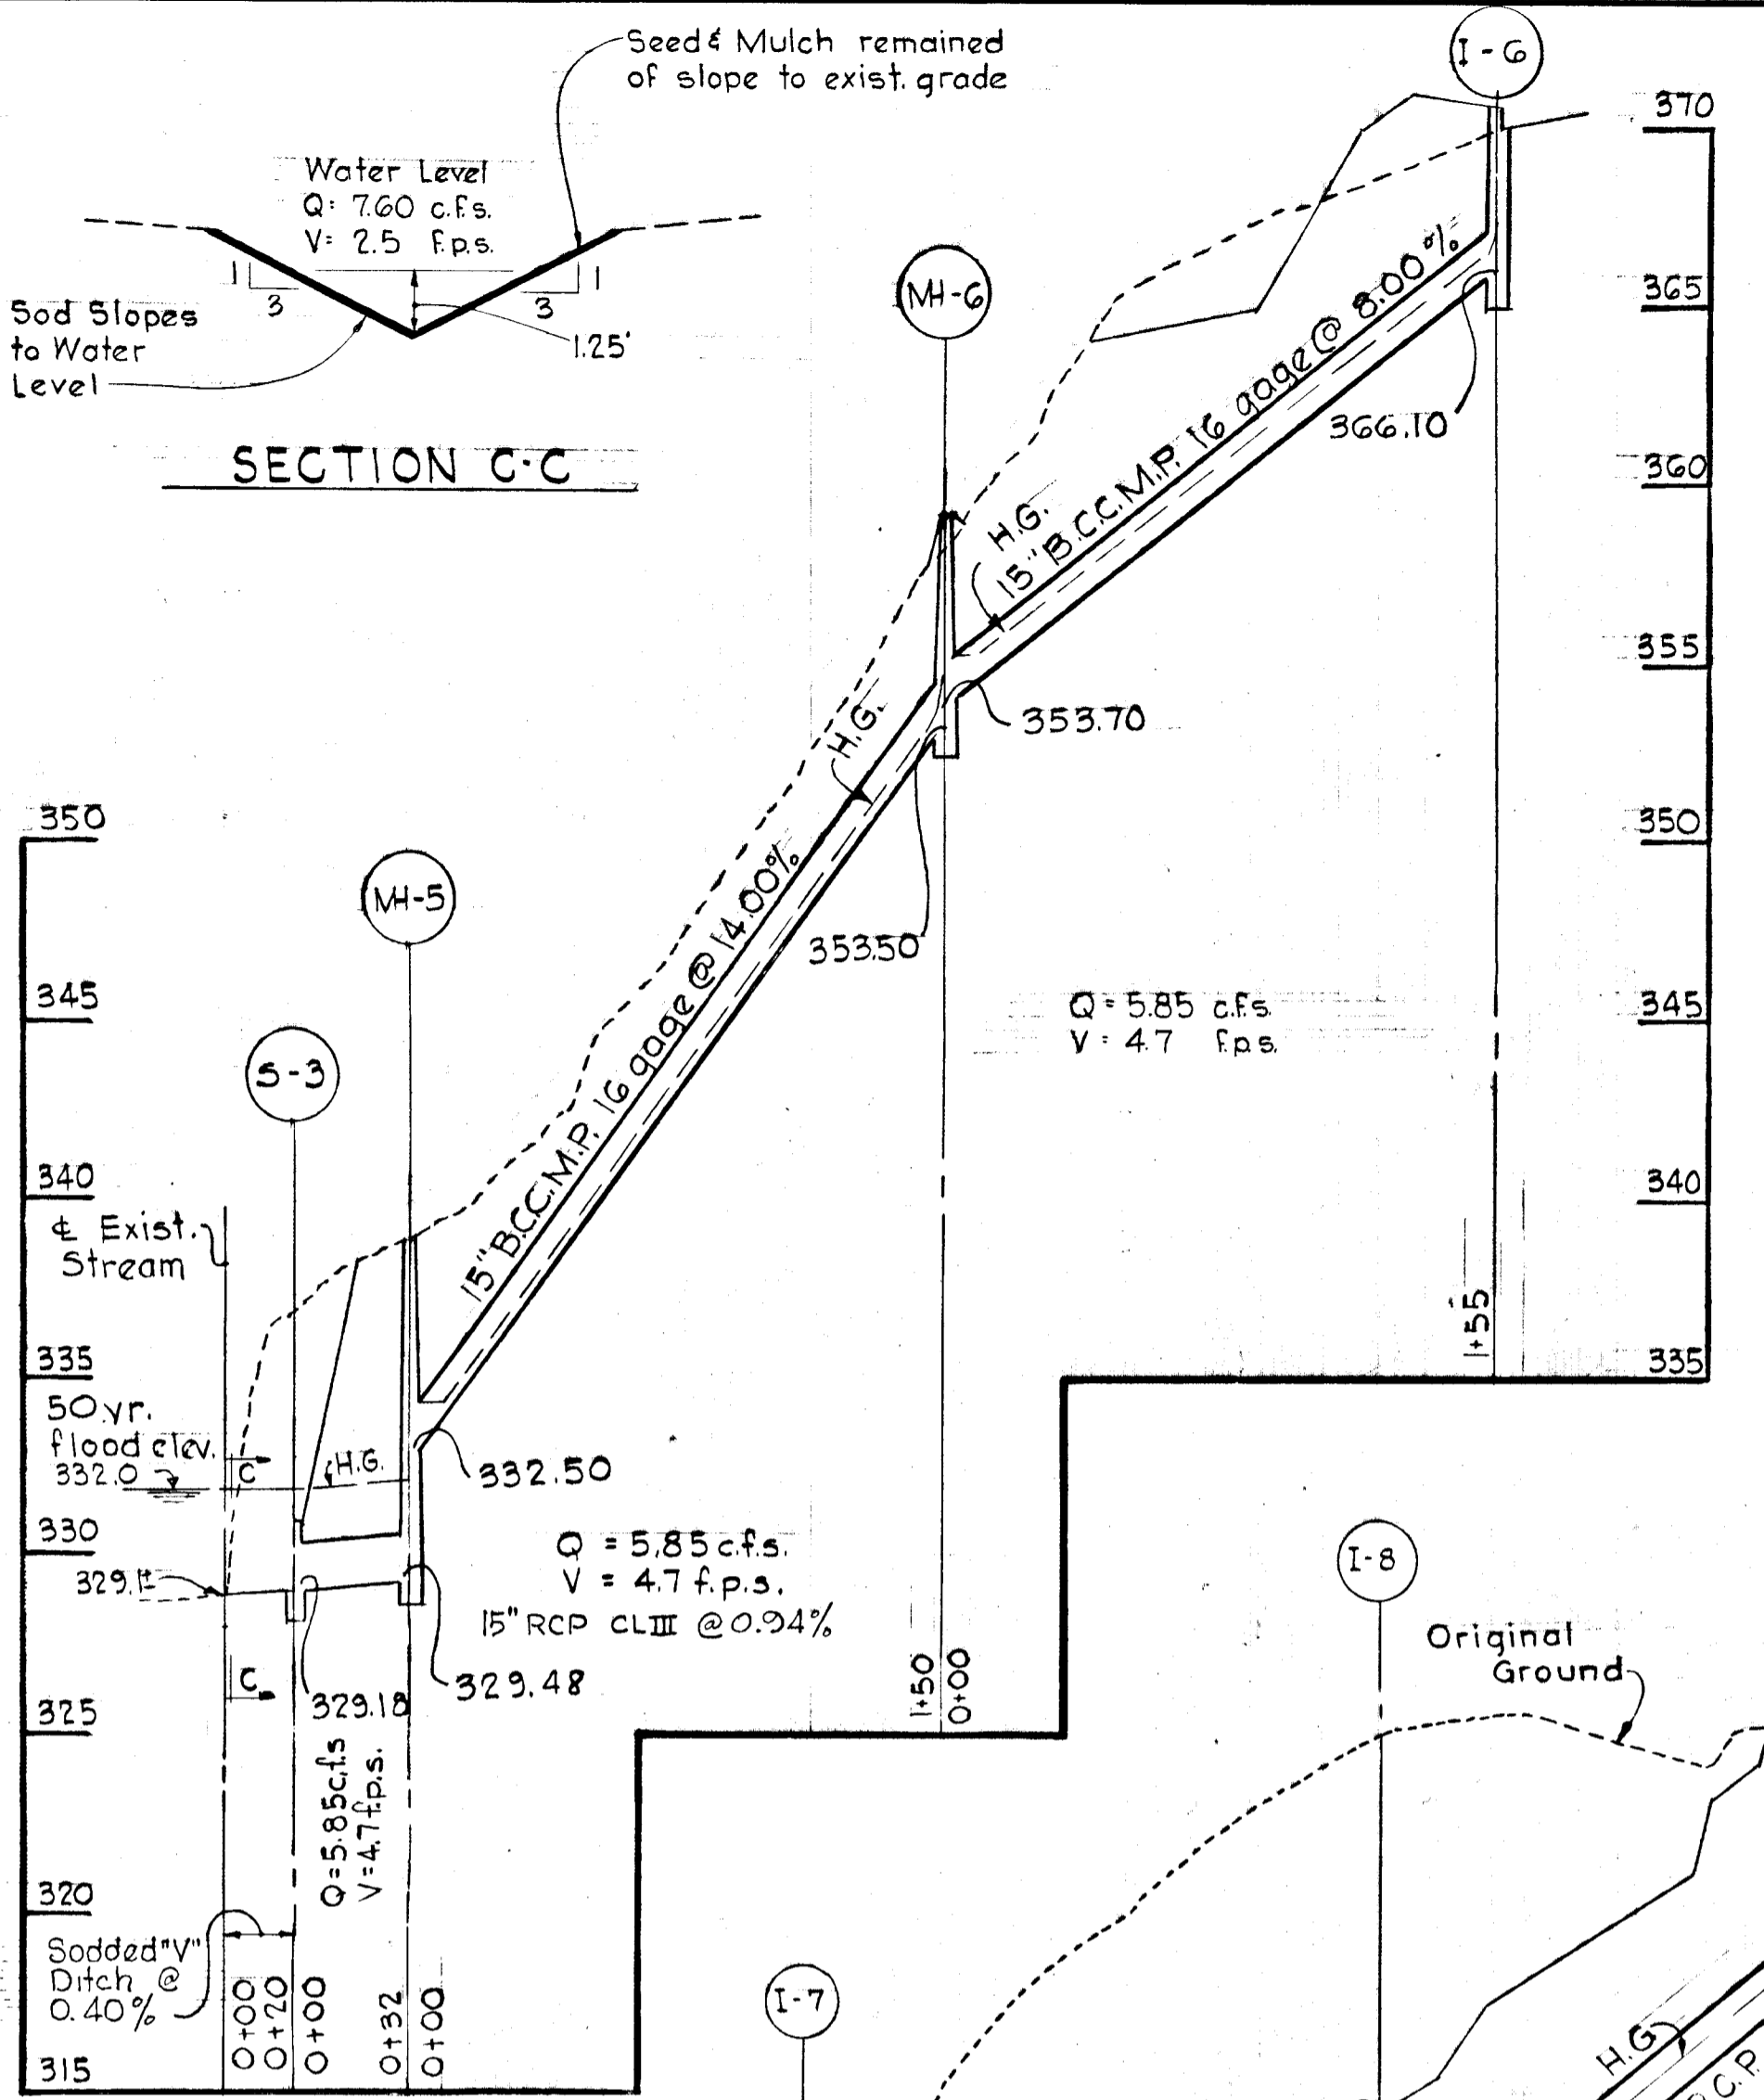 Seed & Mulch remained
of slope to exist. grade
I-6
370
Water Level
Q: 7.60 c.f.s.
V= 2.5 f.p.s.
1
3
3
1
1.25'
Sod Slopes
to Water
Level
SECTION C-C
MH-6
365
366.10
360
H.G.
15" B.C.C.M.P. 16 gage @ 8.00%
355
353.70
H.G.
350
350
MH-5
15" B.C.C.M.P. 16 gage @ 14.00%
353.50
345
Q = 5.85 c.f.s.
V = 4.7 f.p.s.
345
S-3
340
340
℄ Exist.
Stream
1+55
335
335
50 yr.
flood elev.
332.0
C
H.G.
332.50
330
329.1±
Q = 5.85 c.f.s.
V = 4.7 f.p.s.
15" RCP CL III @ 0.94%
I-8
Original
Ground
C
329.18
329.48
1+50
0+00
325
Q=5.85c.f.s
V=4.7f.p.s.
320
Sodded "V"
Ditch @
0.40%
0+00
0+20
0+00
0+32
0+00
I-7
315
H.G.
C.P.